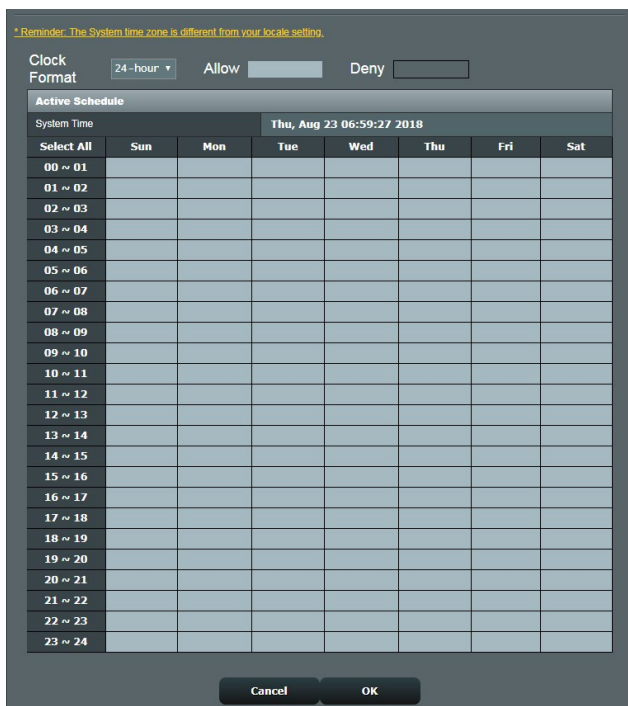 * Reminder: The System time zone is different from your locale setting.
Clock Format 24-hour Allow Deny
Active Schedule
System Time Thu, Aug 23 06:59:27 2018
Select All Sun Mon Tue Wed Thu Fri Sat
00 ~ 01
01 ~ 02
02 ~ 03
03 ~ 04
04 ~ 05
05 ~ 06
06 ~ 07
07 ~ 08
08 ~ 09
09 ~ 10
10 ~ 11
11 ~ 12
12 ~ 13
13 ~ 14
14 ~ 15
15 ~ 16
16 ~ 17
17 ~ 18
18 ~ 19
19 ~ 20
20 ~ 21
21 ~ 22
22 ~ 23
23 ~ 24
Cancel OK